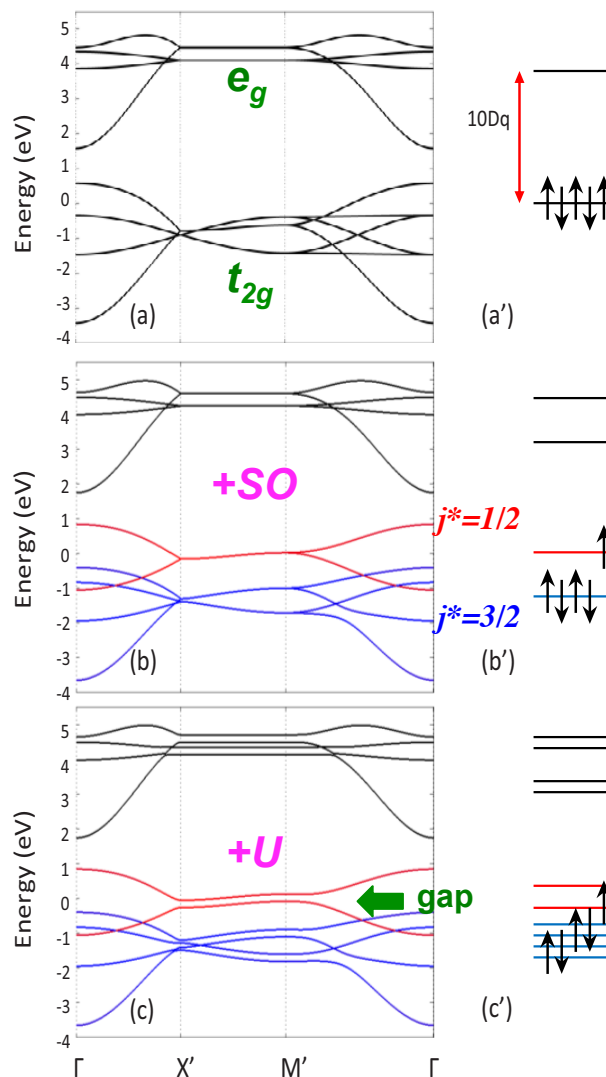 5
4
3
2
1
0
-1
-2
-3
-4
Energy (eV)
e_g
t_{2g}
(a)
10Dq
(a')
5
4
3
2
1
0
-1
-2
-3
-4
Energy (eV)
+SO
j*=1/2
j*=3/2
(b)
(b')
5
4
3
2
1
0
-1
-2
-3
-4
Energy (eV)
+U
gap
(c)
(c')
Γ X' M' Γ